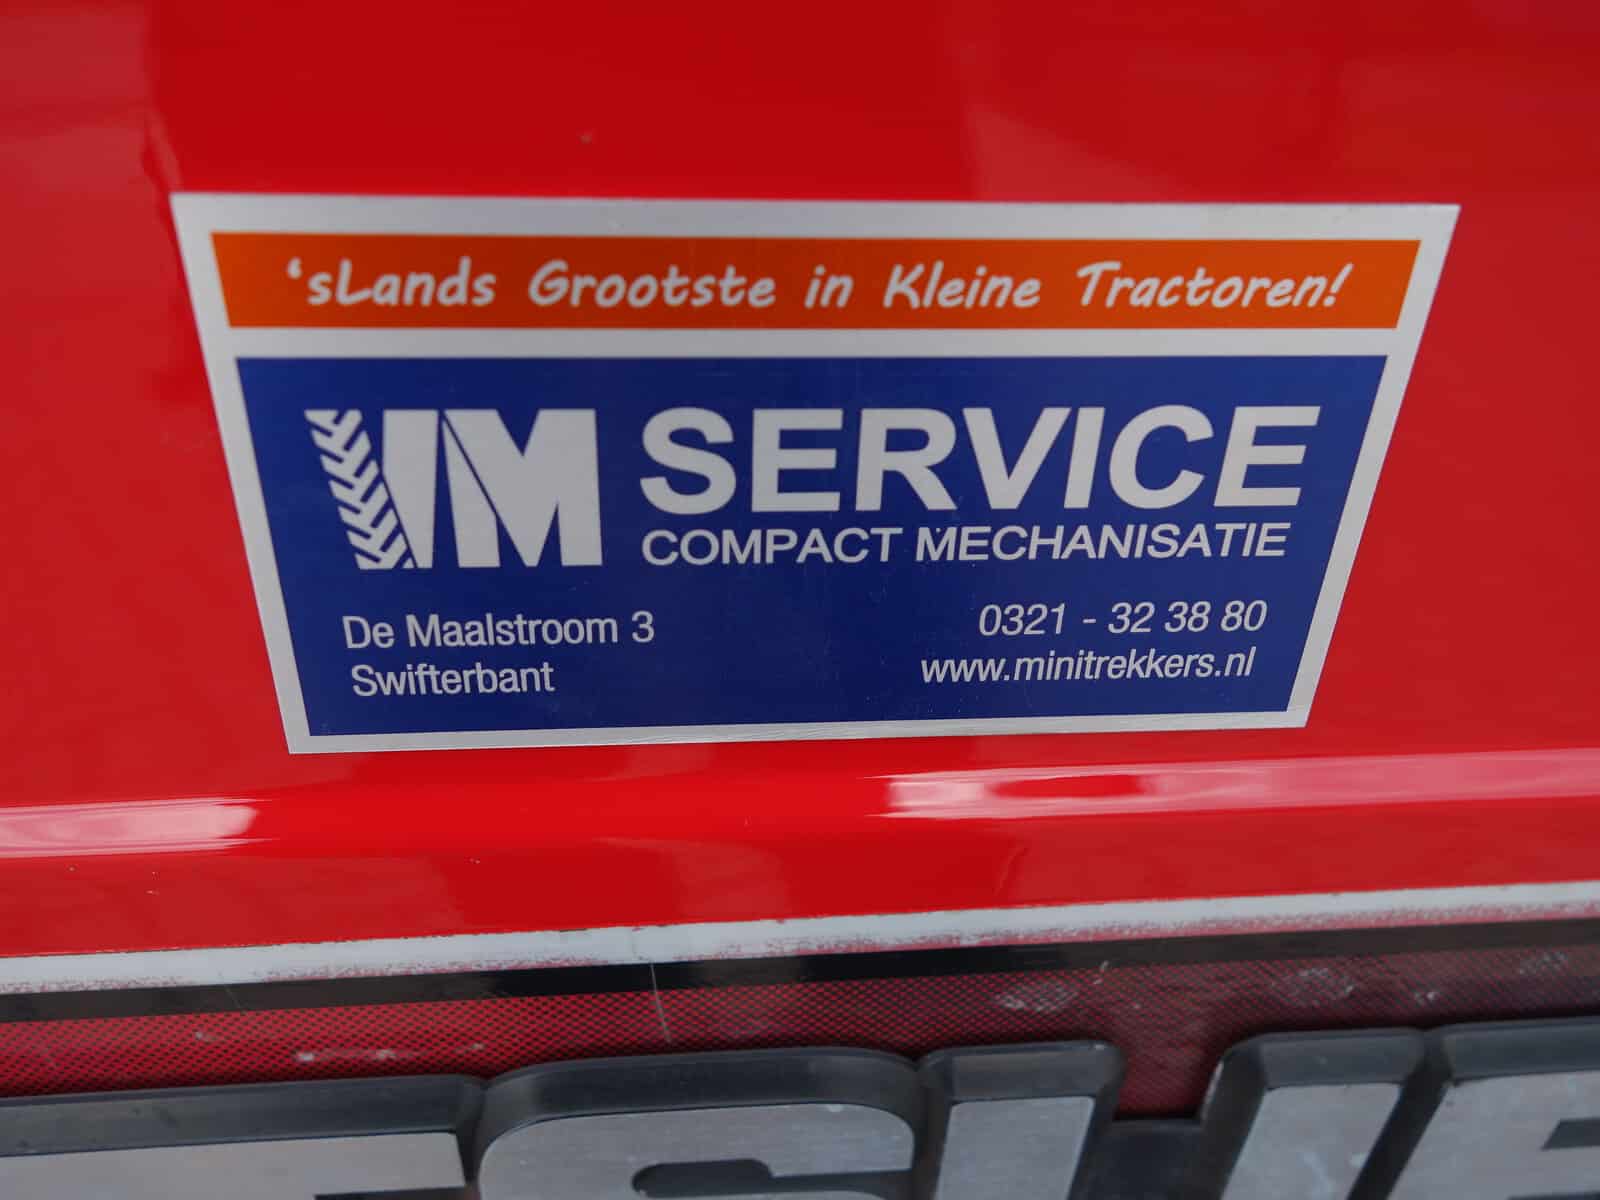 'sLands Grootste in Kleine Tractoren!
IM SERVICE
COMPACT MECHANISATIE
De Maalstroom 3
Swifterbant
0321 - 32 38 80
www.minitrekkers.nl